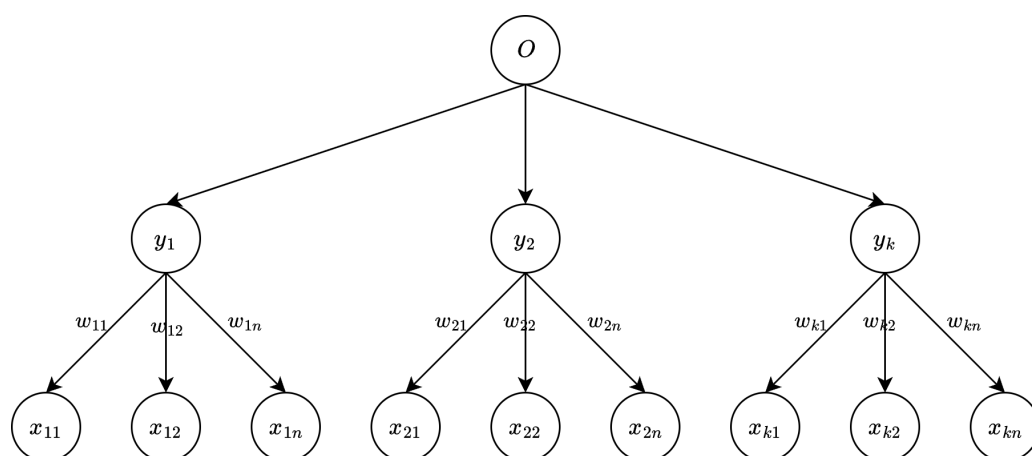 O
y₁ y₂ yₖ
w₁₁ w₁₂ w₁ₙ w₂₁ w₂₂ w₂ₙ wₖ₁ wₖ₂ wₖₙ
x₁₁ x₁₂ x₁ₙ x₂₁ x₂₂ x₂ₙ xₖ₁ xₖ₂ xₖₙ